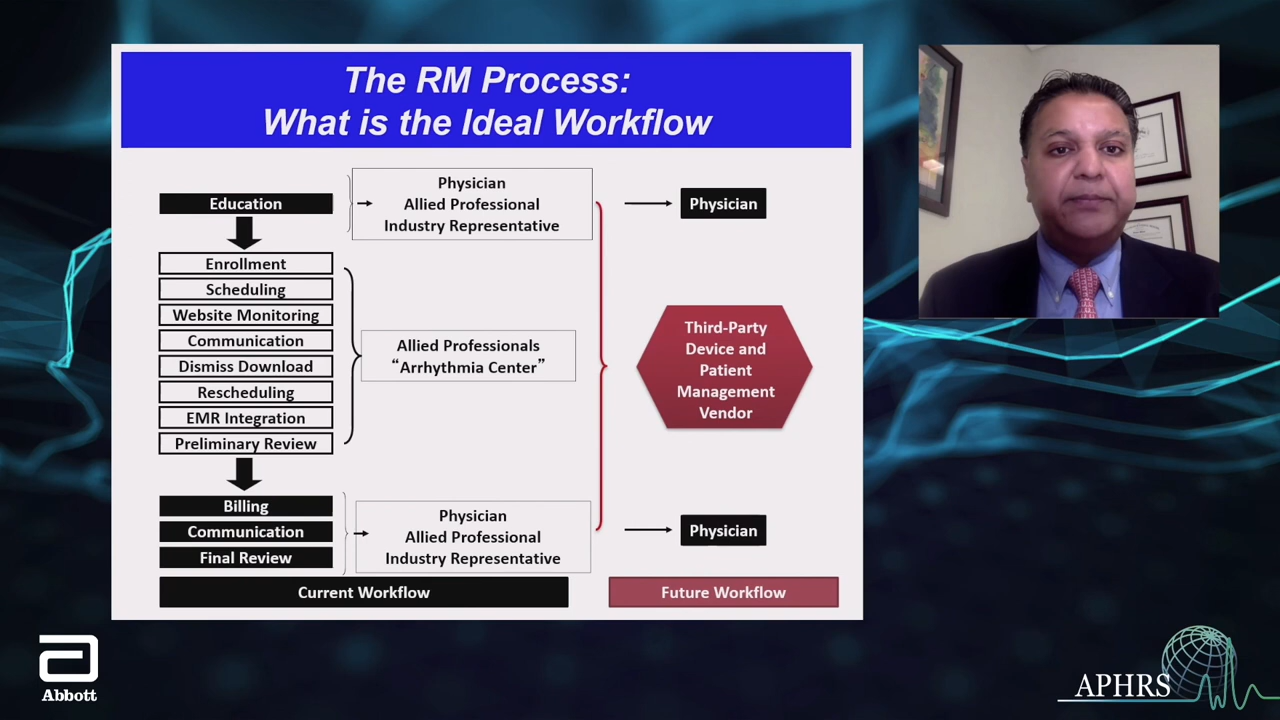 The RM Process:
What is the Ideal Workflow
Education
Physician
Allied Professional
Industry Representative
Physician
Enrollment
Scheduling
Website Monitoring
Communication
Dismiss Download
Rescheduling
EMR Integration
Preliminary Review
Allied Professionals
“Arrhythmia Center”
Third-Party
Device and
Patient
Management
Vendor
Billing
Communication
Final Review
Physician
Allied Professional
Industry Representative
Physician
Current Workflow
Future Workflow
Abbott
APHRS